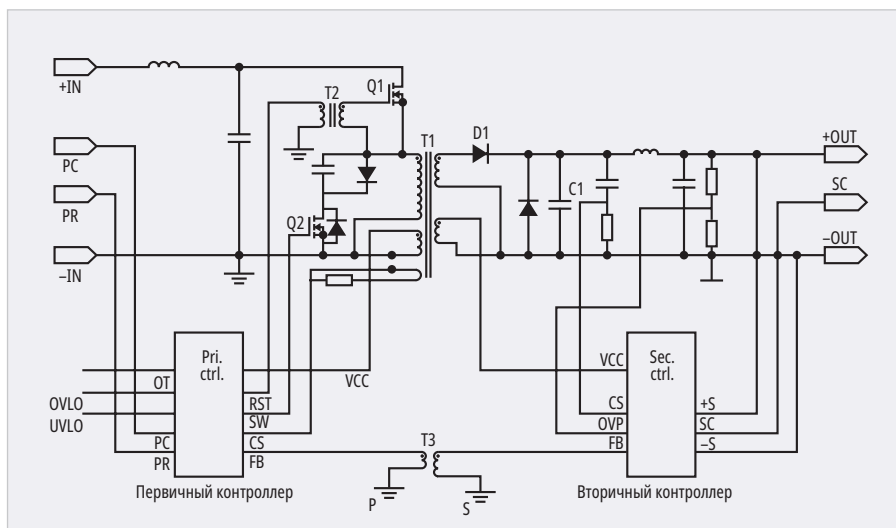 +IN
T2
Q1
T1
D1
+OUT
PC
C1
SC
PR
Q2
–IN
–OUT
Pri.
ctrl.
Sec.
ctrl.
VCC
VCC
OT
OVLO
RST
CS
+S
UVLO
SW
OVP
SC
PC
CS
T3
FB
–S
PR
FB
Первичный контроллер
P
S
Вторичный контроллер